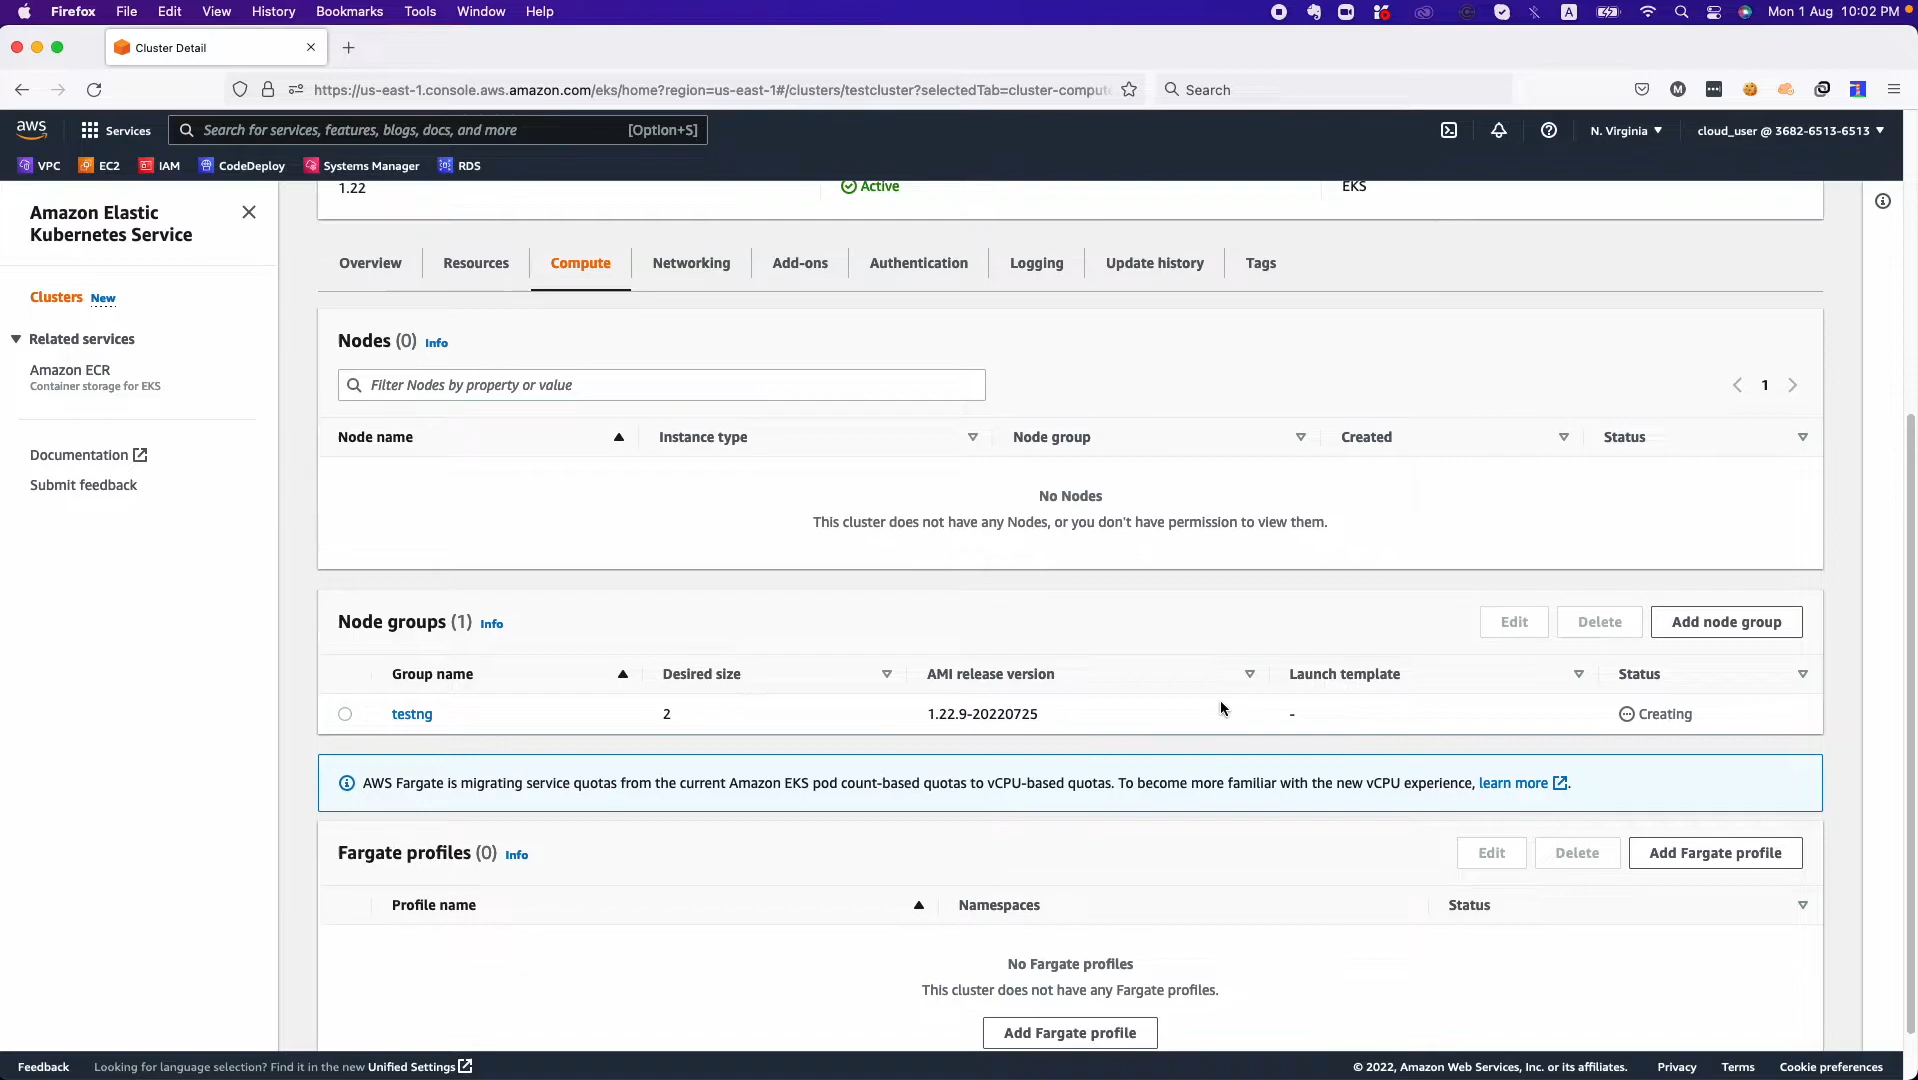 Firefox File Edit View History Bookmarks Tools Window Help A Mon 1 Aug 10:02 PM
Cluster Detail
https://us-east-1.console.aws.amazon.com/eks/home?region=us-east-1#/clusters/testcluster?selectedTab=cluster-comput Search
aws Services Search for services, features, blogs, docs, and more [Option+S] N. Virginia cloud_user @ 3682-6513-6513
VPC EC2 IAM CodeDeploy Systems Manager RDS
Amazon Elastic
Kubernetes Service
Clusters New
Related services
Amazon ECR
Container storage for EKS
Documentation
Submit feedback
1.22 Active EKS
Overview Resources Compute Networking Add-ons Authentication Logging Update history Tags
Nodes (0) Info
Filter Nodes by property or value 1
Node name Instance type Node group Created Status
No Nodes
This cluster does not have any Nodes, or you don't have permission to view them.
Node groups (1) Info Edit Delete Add node group
Group name Desired size AMI release version Launch template Status
testng 2 1.22.9-20220725 - Creating
AWS Fargate is migrating service quotas from the current Amazon EKS pod count-based quotas to vCPU-based quotas. To become more familiar with the new vCPU experience, learn more.
Fargate profiles (0) Info Edit Delete Add Fargate profile
Profile name Namespaces Status
No Fargate profiles
This cluster does not have any Fargate profiles.
Add Fargate profile
Feedback Looking for language selection? Find it in the new Unified Settings © 2022, Amazon Web Services, Inc. or its affiliates. Privacy Terms Cookie preferences